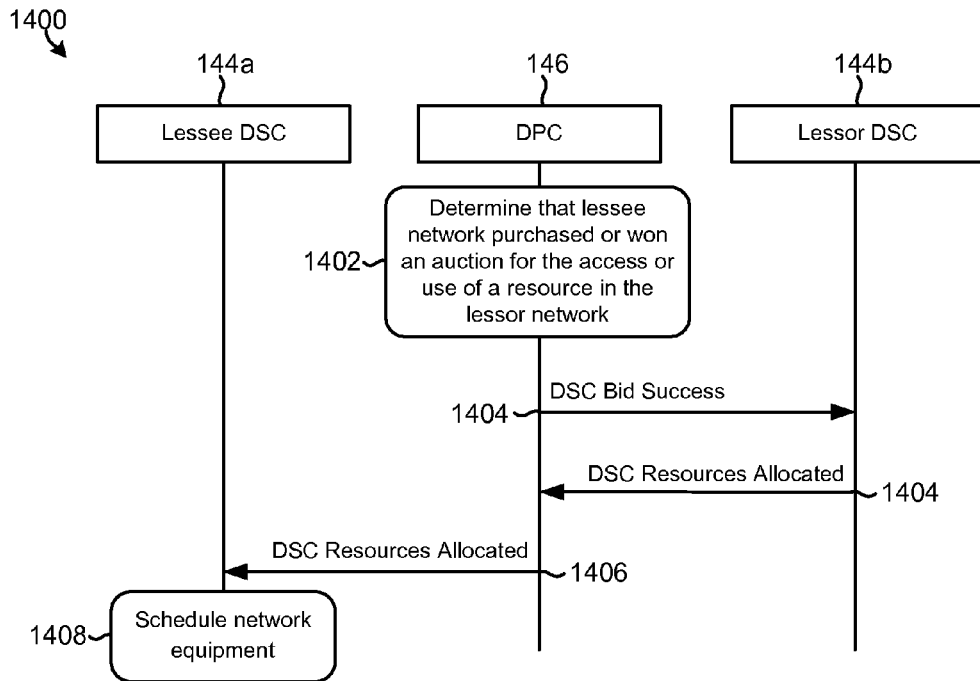 1400
144a
146
144b
Lessee DSC
DPC
Lessor DSC
1402
Determine that lessee
network purchased or won
an auction for the access or
use of a resource in the
lessor network
DSC Bid Success
1404
DSC Resources Allocated
1404
DSC Resources Allocated
1406
1408
Schedule network
equipment